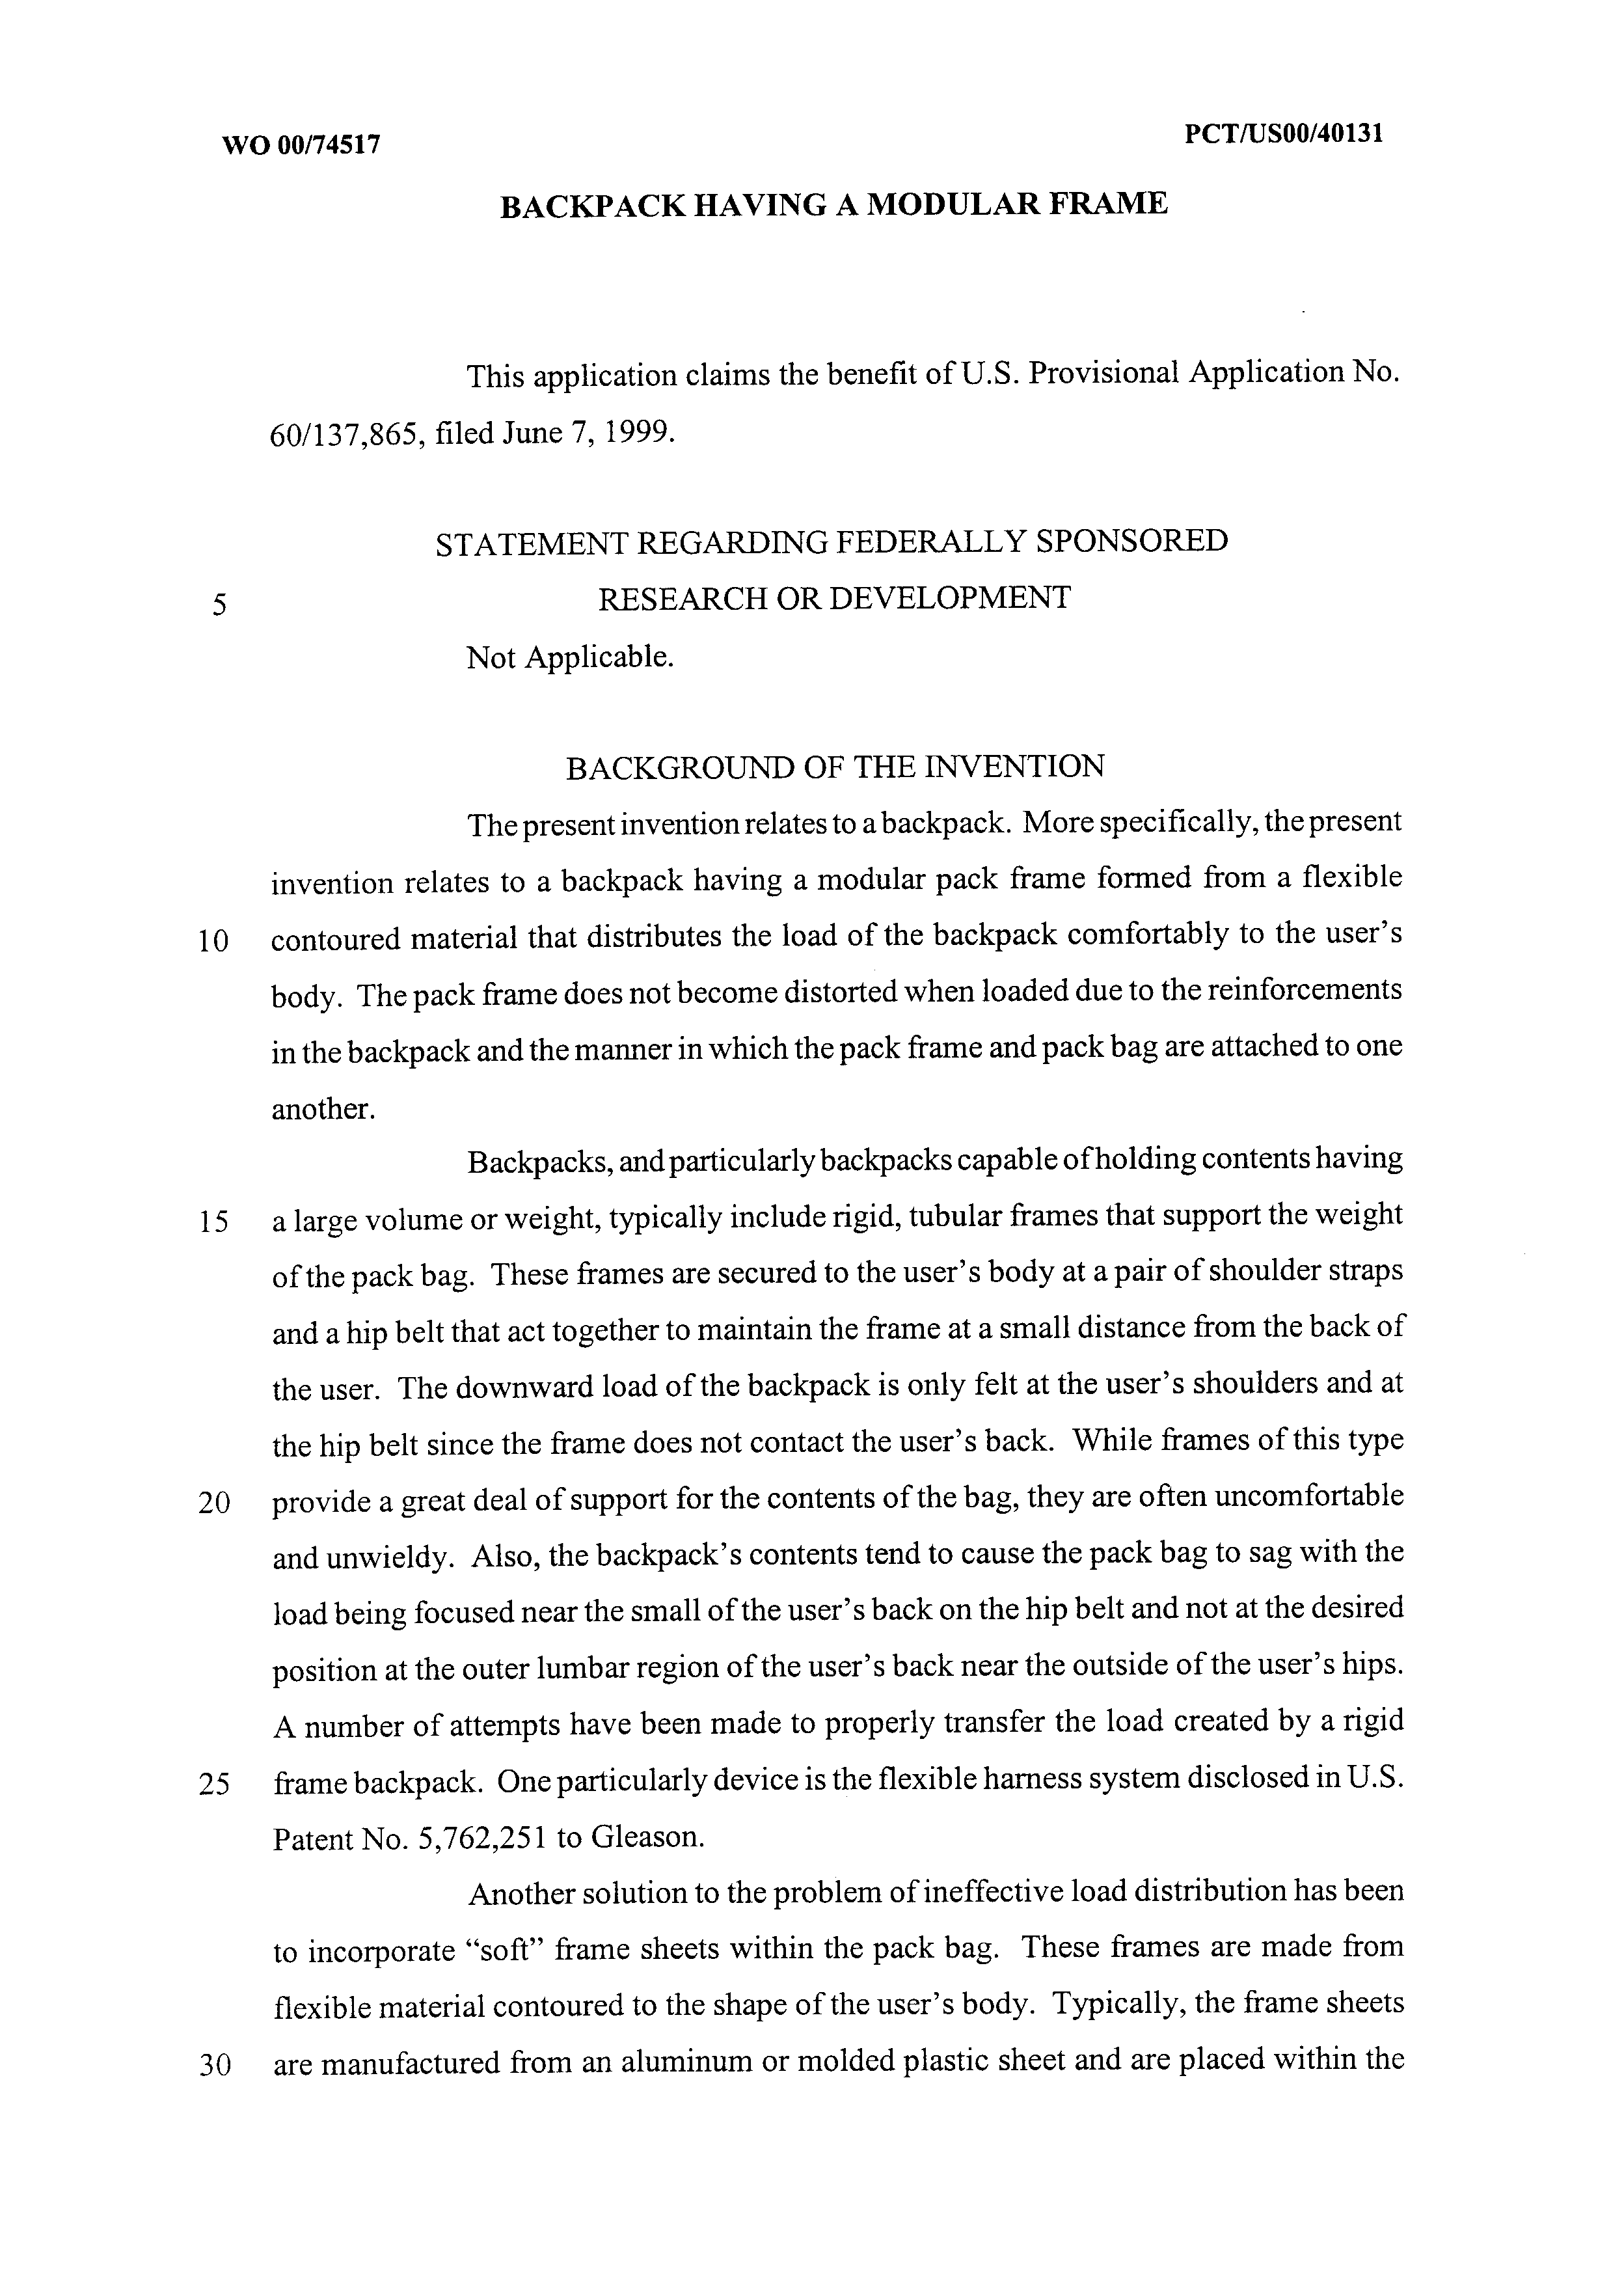 WO 00/74517 PCT/US00/40131
BACKPACK HAVING A MODULAR FRAME
This application claims the benefit of U.S. Provisional Application No.
60/137,865, filed June 7, 1999.
STATEMENT REGARDING FEDERALLY SPONSORED
5 RESEARCH OR DEVELOPMENT
Not Applicable.
BACKGROUND OF THE INVENTION
The present invention relates to a backpack. More specifically, the present
invention relates to a backpack having a modular pack frame formed from a flexible
10 contoured material that distributes the load of the backpack comfortably to the user's
body. The pack frame does not become distorted when loaded due to the reinforcements
in the backpack and the manner in which the pack frame and pack bag are attached to one
another.
Backpacks, and particularly backpacks capable of holding contents having
15 a large volume or weight, typically include rigid, tubular frames that support the weight
of the pack bag. These frames are secured to the user's body at a pair of shoulder straps
and a hip belt that act together to maintain the frame at a small distance from the back of
the user. The downward load of the backpack is only felt at the user's shoulders and at
the hip belt since the frame does not contact the user's back. While frames of this type
20 provide a great deal of support for the contents of the bag, they are often uncomfortable
and unwieldy. Also, the backpack's contents tend to cause the pack bag to sag with the
load being focused near the small of the user's back on the hip belt and not at the desired
position at the outer lumbar region of the user's back near the outside of the user's hips.
A number of attempts have been made to properly transfer the load created by a rigid
25 frame backpack. One particularly device is the flexible harness system disclosed in U.S.
Patent No. 5,762,251 to Gleason.
Another solution to the problem of ineffective load distribution has been
to incorporate “soft” frame sheets within the pack bag. These frames are made from
flexible material contoured to the shape of the user's body. Typically, the frame sheets
30 are manufactured from an aluminum or molded plastic sheet and are placed within the